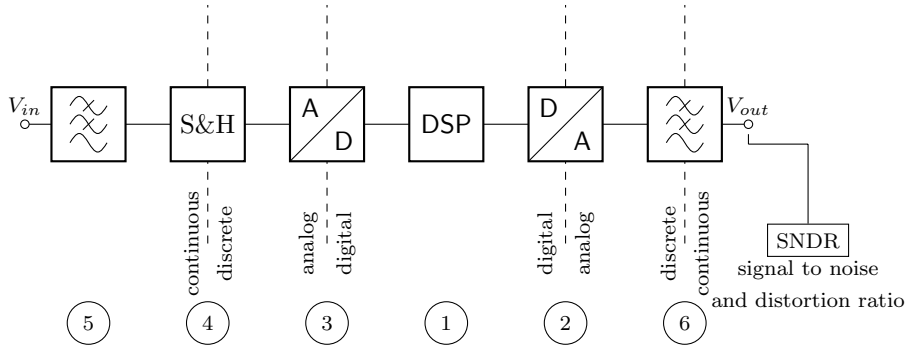 V_in
S&H
A
D
DSP
D
A
V_out
continuous
discrete
analog
digital
digital
analog
discrete
continuous
SNDR
signal to noise
and distortion ratio
5
4
3
1
2
6